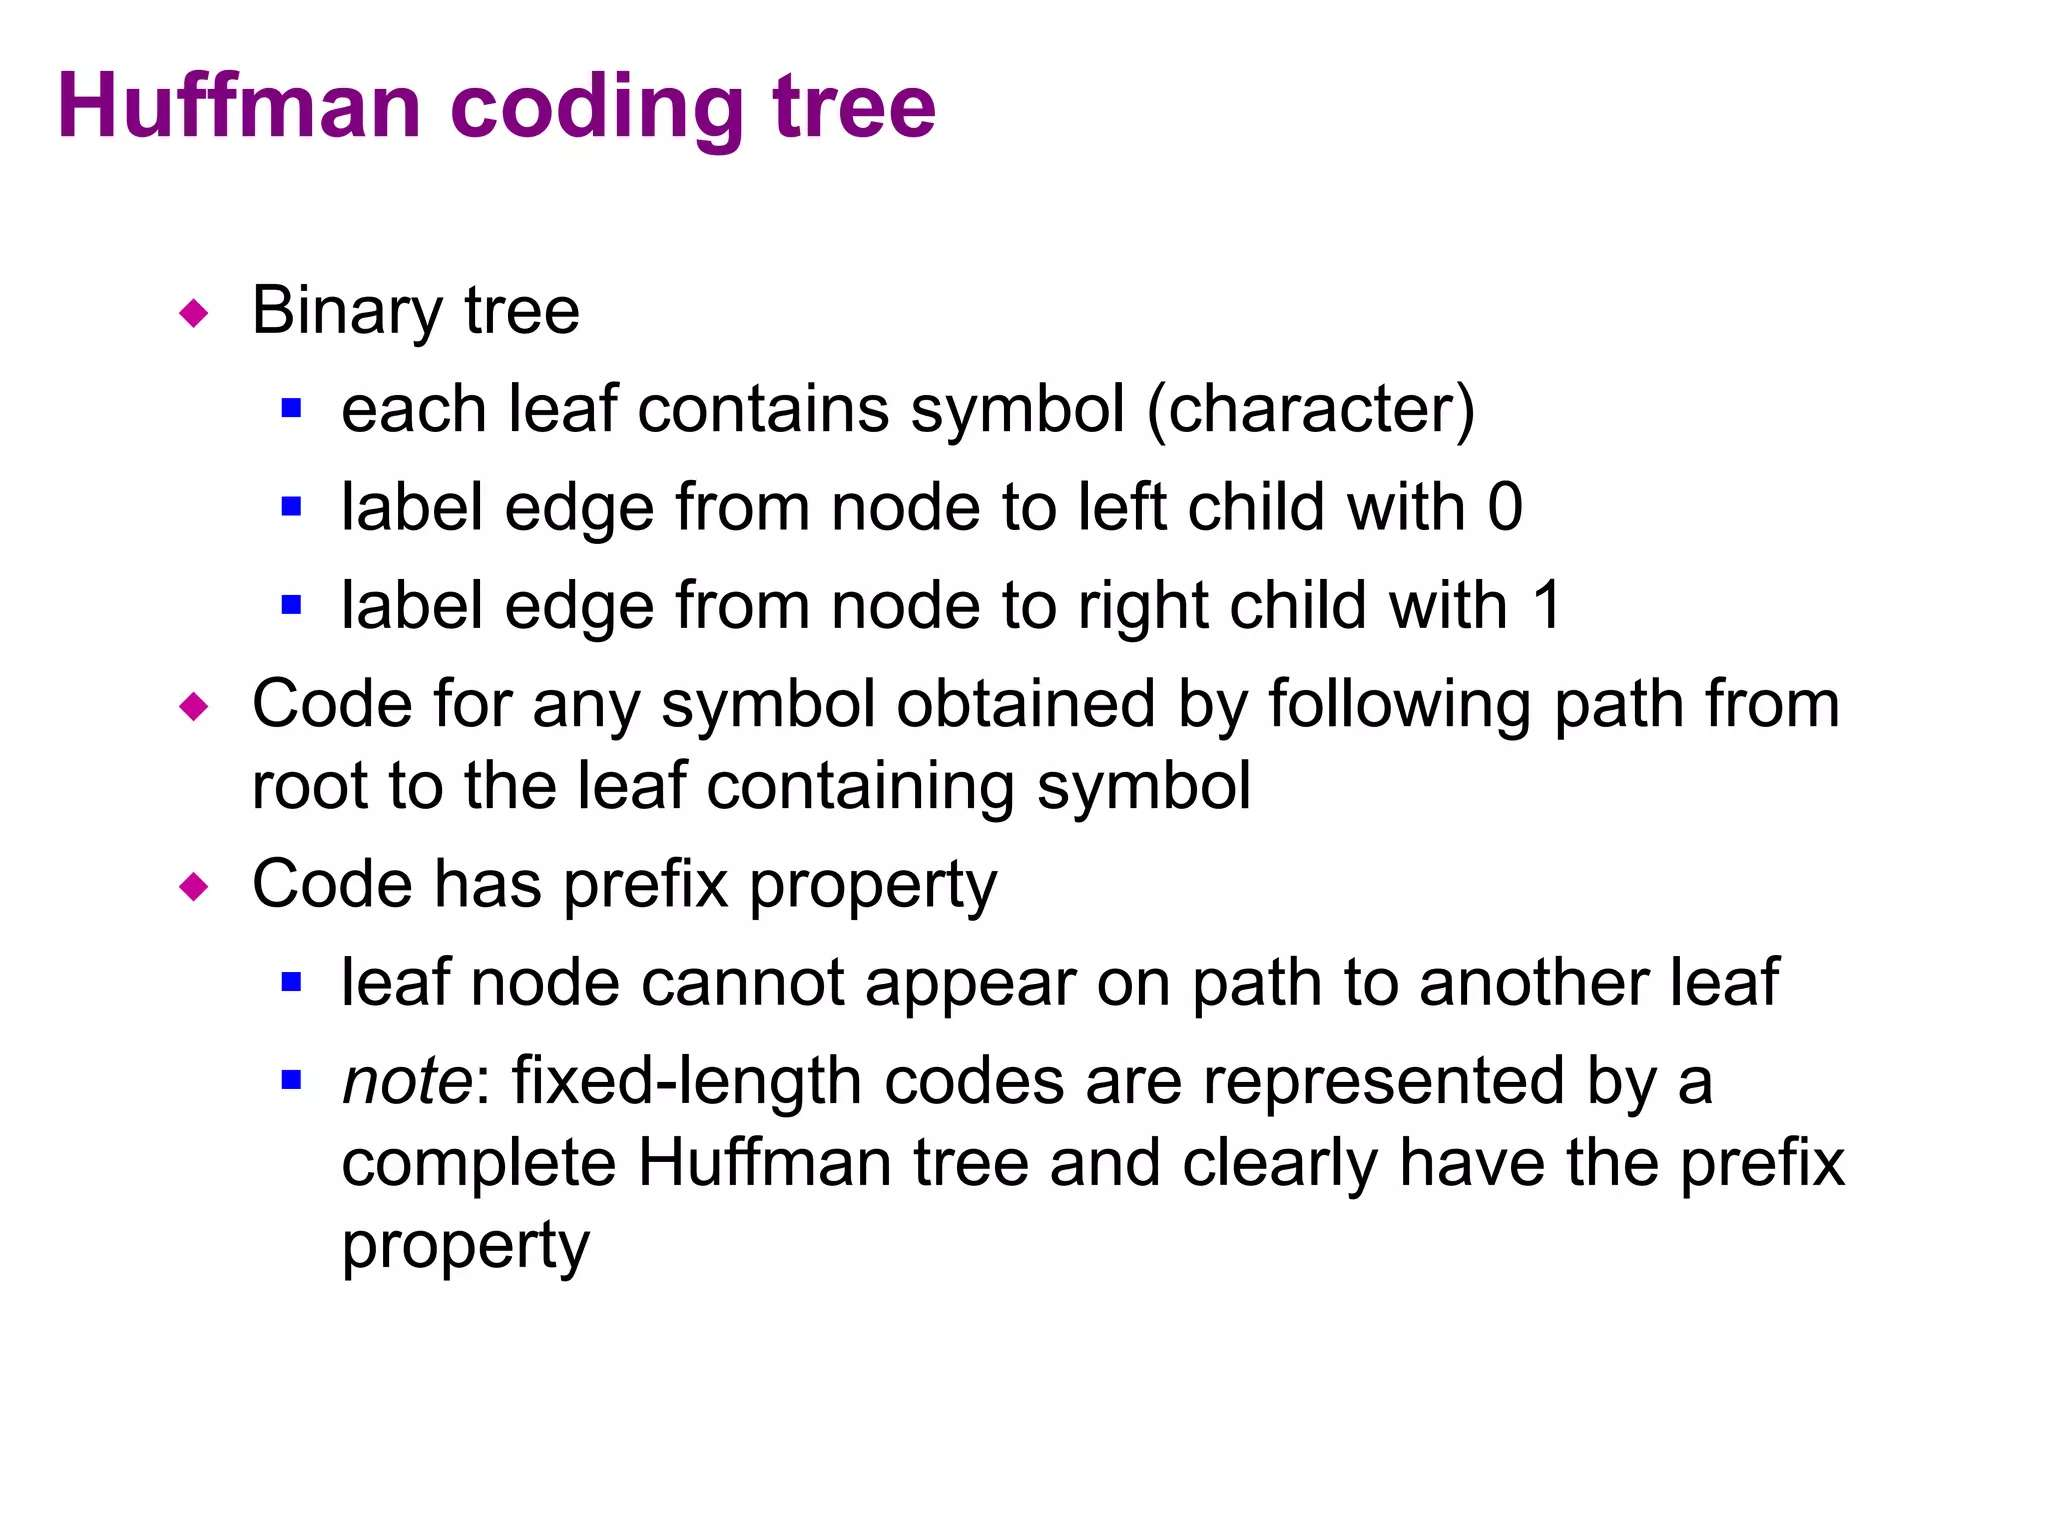 Huffman coding tree
Binary tree
each leaf contains symbol (character)
label edge from node to left child with 0
label edge from node to right child with 1
Code for any symbol obtained by following path from
root to the leaf containing symbol
Code has prefix property
leaf node cannot appear on path to another leaf
note: fixed-length codes are represented by a
complete Huffman tree and clearly have the prefix
property